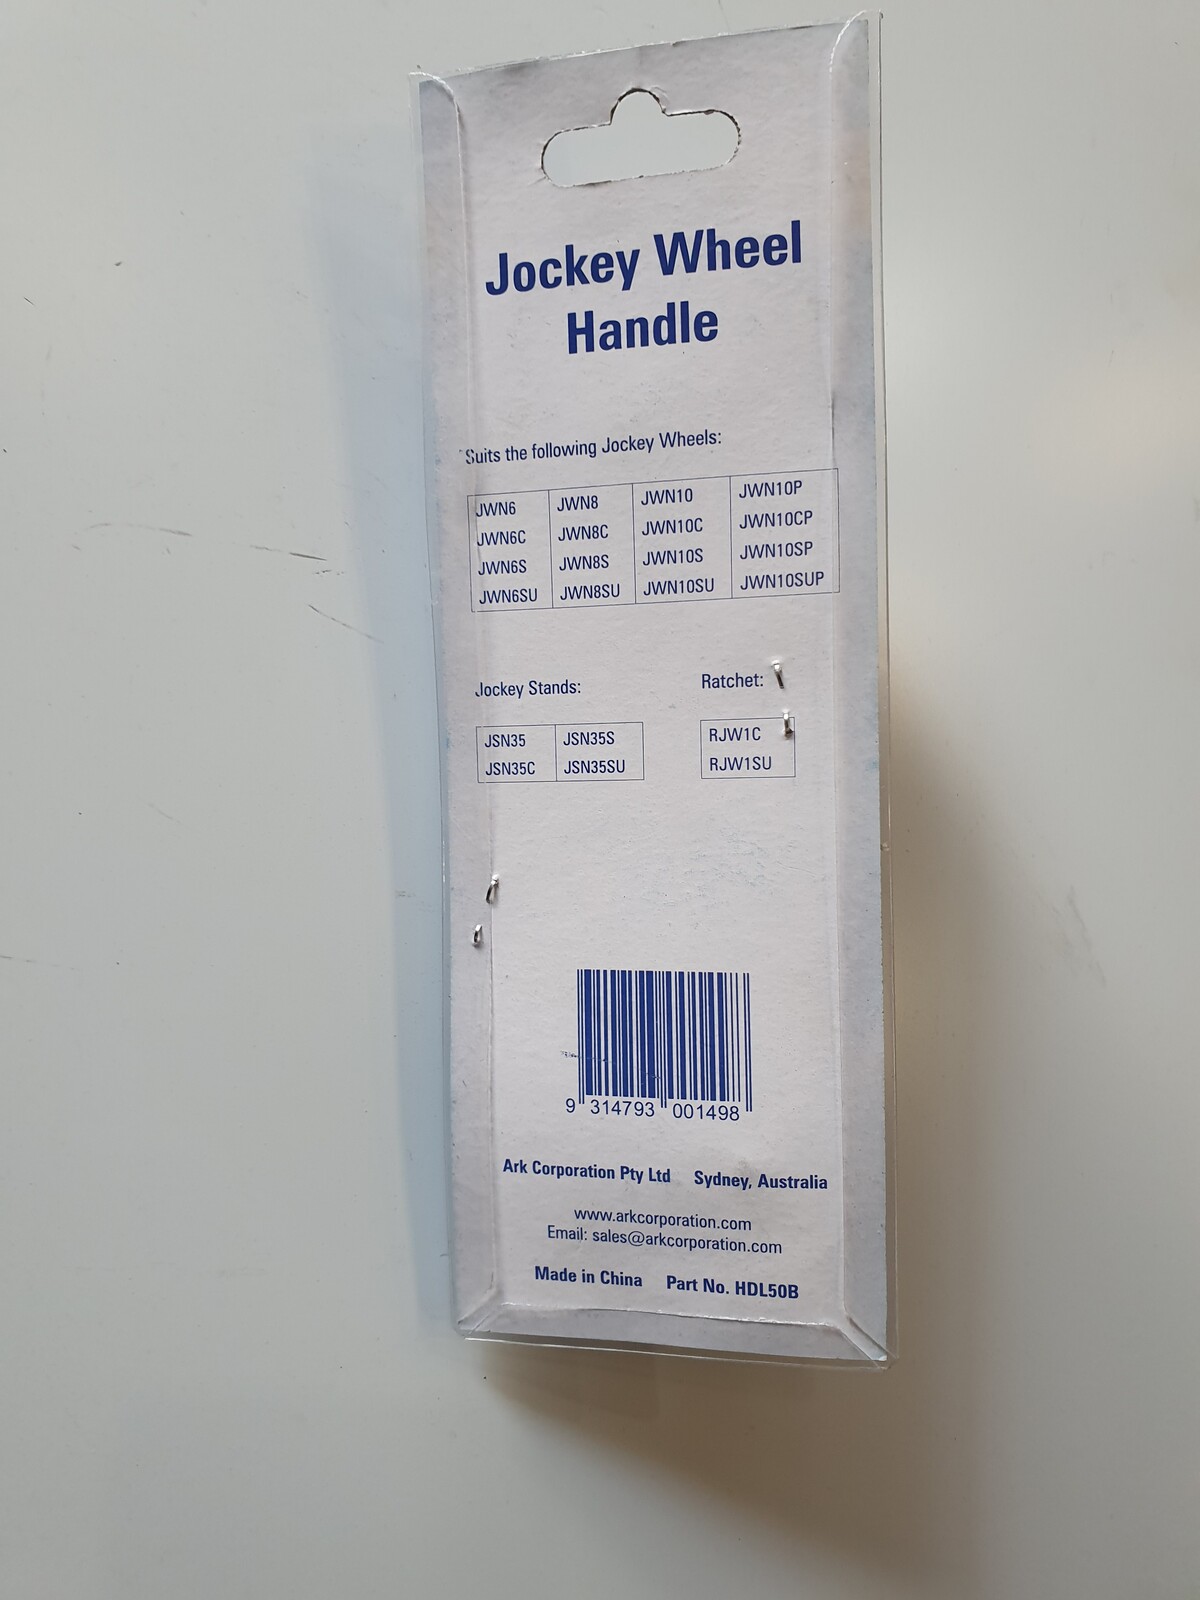 Jockey Wheel
Handle
Suits the following Jockey Wheels:
JWN6 JWN8 JWN10 JWN10P
JWN6C JWN8C JWN10C JWN10CP
JWN6S JWN8S JWN10S JWN10SP
JWN6SU JWN8SU JWN10SU JWN10SUP
Jockey Stands: Ratchet:
JSN35 JSN35S RJW1C
JSN35C JSN35SU RJW1SU
9 314793 001498
Ark Corporation Pty Ltd Sydney, Australia
www.arkcorporation.com
Email: sales@arkcorporation.com
Made in China Part No. HDL50B